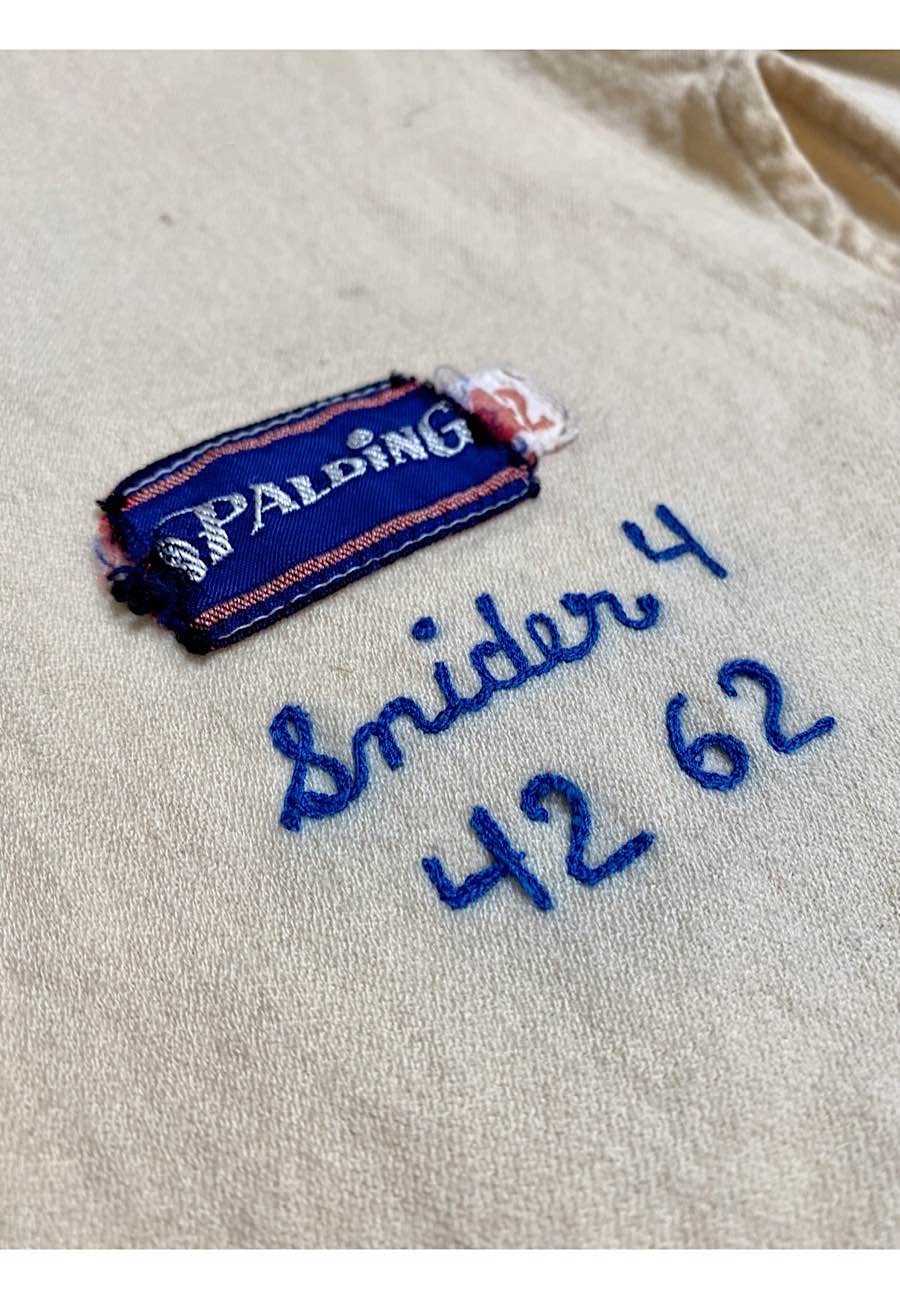 SPALDING
42
Snider 4
42 62